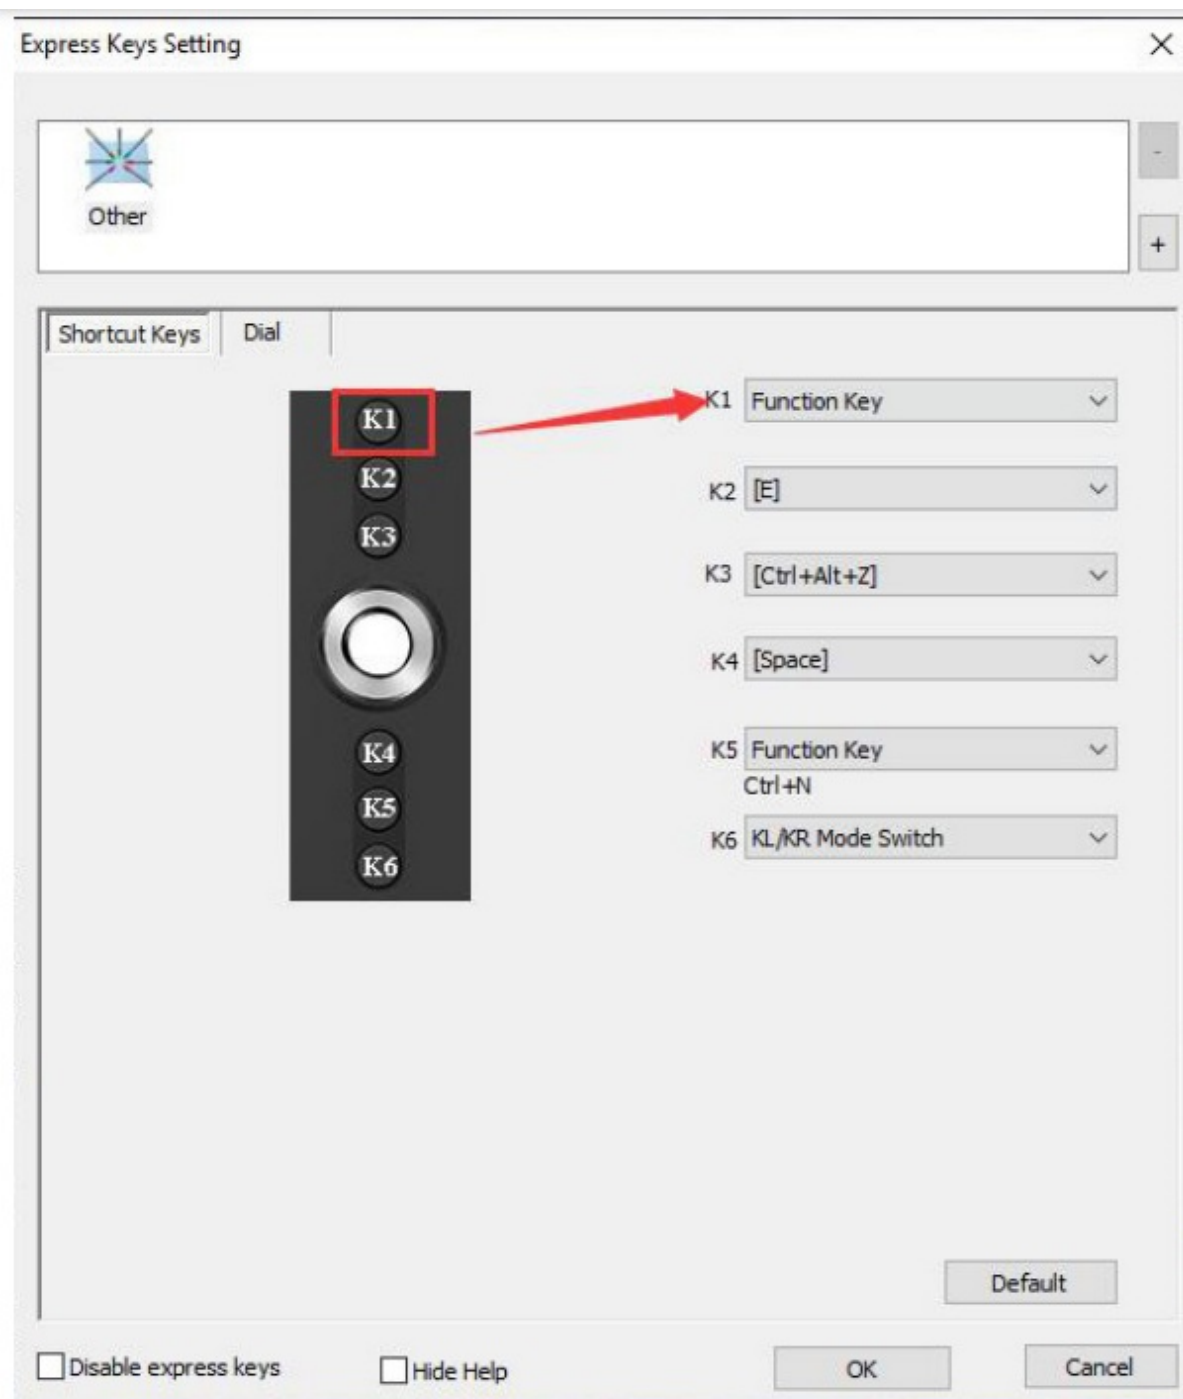 Express Keys Setting
Other
-
+
Shortcut Keys Dial
K1
K2
K3
K4
K5
K6
K1 Function Key
K2 [E]
K3 [Ctrl+Alt+Z]
K4 [Space]
K5 Function Key
Ctrl+N
K6 KL/KR Mode Switch
Default
Disable express keys Hide Help OK Cancel